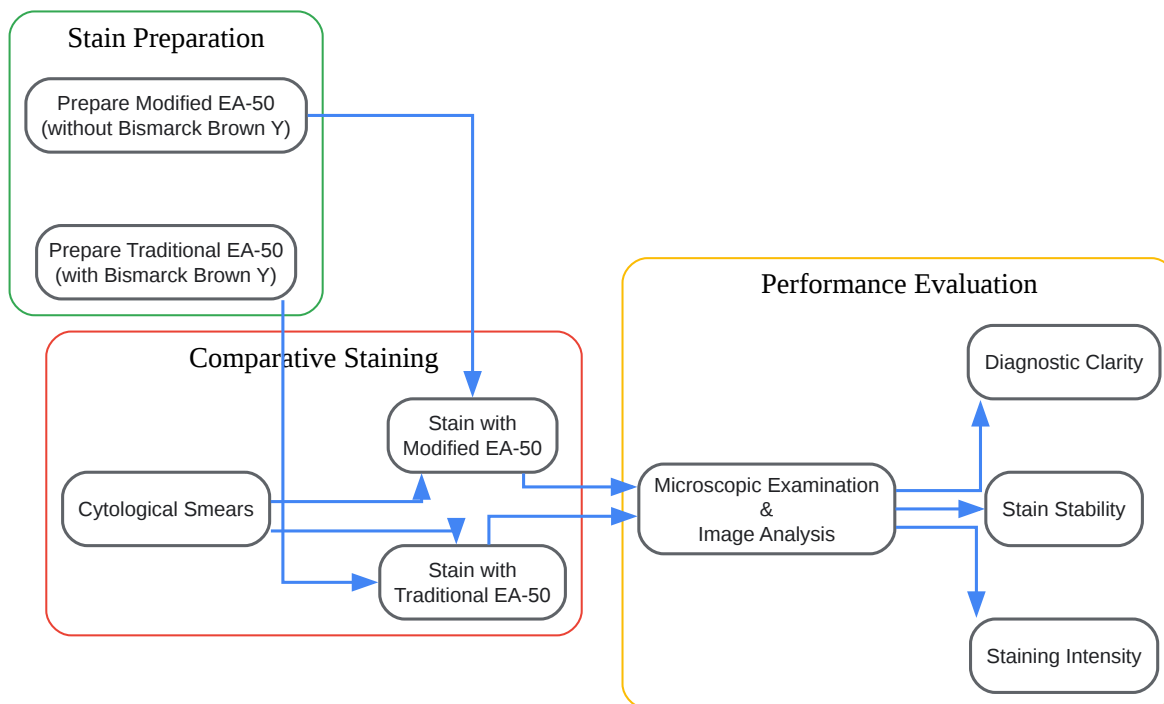 Stain Preparation
Prepare Modified EA-50
(without Bismarck Brown Y)
Prepare Traditional EA-50
(with Bismarck Brown Y)
Comparative Staining
Stain with
Modified EA-50
Cytological Smears
Stain with
Traditional EA-50
Performance Evaluation
Microscopic Examination
&
Image Analysis
Diagnostic Clarity
Stain Stability
Staining Intensity